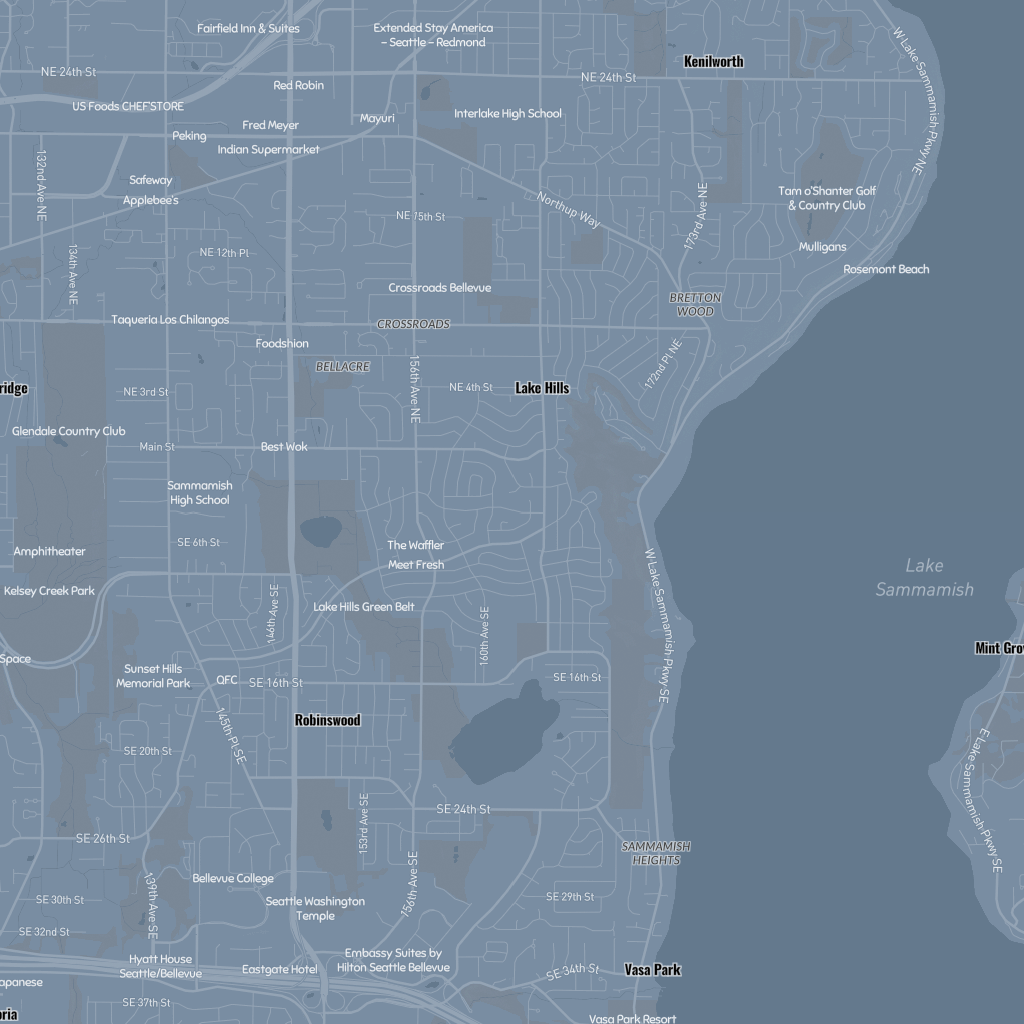 Fairfield Inn & Suites
Extended Stay America
– Seattle – Redmond
W Lake Sammamish Pkwy NE
Kenilworth
NE 24th St
NE 24th St
Red Robin
US Foods CHEF'STORE
Interlake High School
Mayuri
Fred Meyer
Peking
Indian Supermarket
132nd Ave NE
Safeway
Applebee's
Tam o'Shanter Golf
& Country Club
NE 15th St
Northup Way
173rd Ave NE
Mulligans
NE 12th Pl
134th Ave NE
Rosemont Beach
Crossroads Bellevue
BRETTON
WOOD
Taqueria Los Chilangos
CROSSROADS
Foodshion
BELLACRE
172nd Pl NE
156th Ave NE
ridge
NE 3rd St
NE 4th St
Lake Hills
Glendale Country Club
Main St
Best Wok
Sammamish
High School
SE 6th St
The Waffler
Amphitheater
Meet Fresh
Lake
Sammamish
Kelsey Creek Park
W Lake Sammamish Pkwy SE
Lake Hills Green Belt
146th Ave SE
160th Ave SE
Mint Grov
Space
Sunset Hills
Memorial Park
QFC
SE 16th St
SE 16th St
Robinswood
145th Pl SE
SE 20th St
E Lake Sammamish Pkwy SE
SE 24th St
153rd Ave SE
SE 26th St
SAMMAMISH
HEIGHTS
Bellevue College
156th Ave SE
139th Ave SE
SE 30th St
Seattle Washington
Temple
SE 29th St
SE 32nd St
Hyatt House
Seattle/Bellevue
Eastgate Hotel
Embassy Suites by
Hilton Seattle Bellevue
SE 34th St
Vasa Park
apanese
SE 37th St
oria
Vasa Park Resort